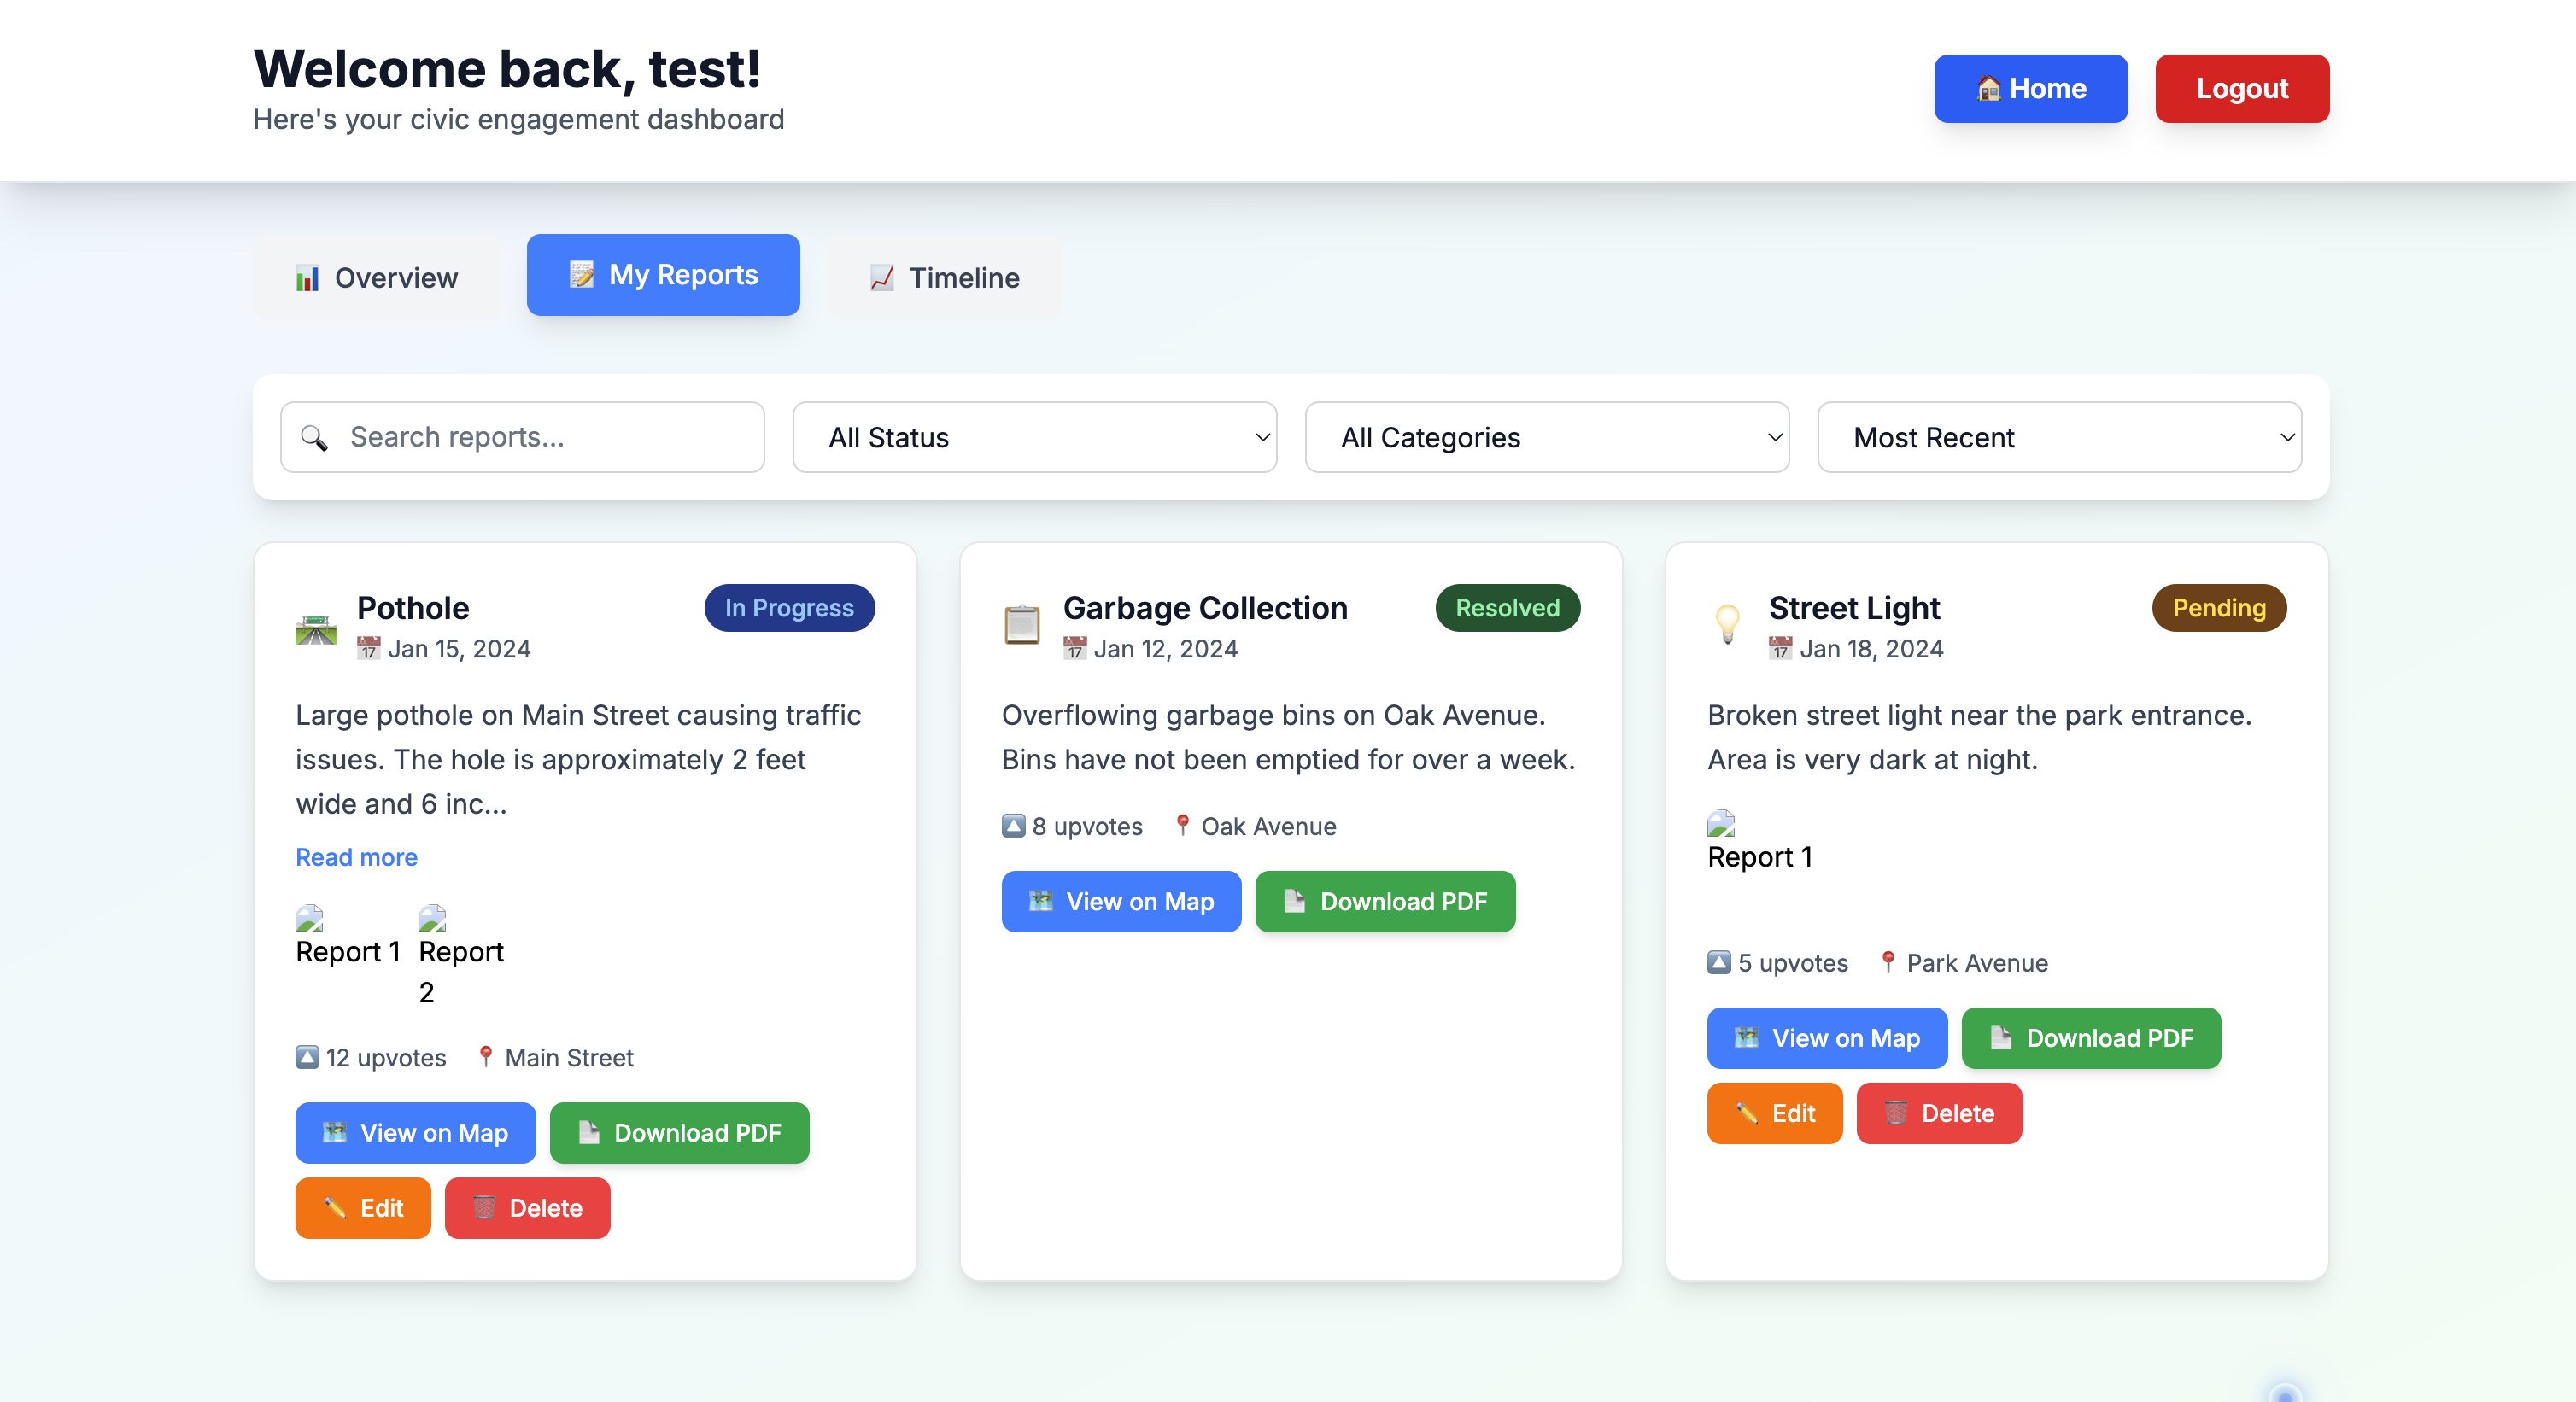 Welcome back, test!
Here's your civic engagement dashboard
🏠 Home
Logout
📊 Overview
📝 My Reports
📈 Timeline
🔍 Search reports...
All Status
All Categories
Most Recent
Pothole
In Progress
📅 Jan 15, 2024
Large pothole on Main Street causing traffic
issues. The hole is approximately 2 feet
wide and 6 inc...
Read more
Report 1
Report
2
🔼 12 upvotes
📍 Main Street
🗺️ View on Map
📄 Download PDF
✏️ Edit
🗑️ Delete
Garbage Collection
Resolved
📅 Jan 12, 2024
Overflowing garbage bins on Oak Avenue.
Bins have not been emptied for over a week.
🔼 8 upvotes
📍 Oak Avenue
🗺️ View on Map
📄 Download PDF
Street Light
Pending
📅 Jan 18, 2024
Broken street light near the park entrance.
Area is very dark at night.
Report 1
🔼 5 upvotes
📍 Park Avenue
🗺️ View on Map
📄 Download PDF
✏️ Edit
🗑️ Delete